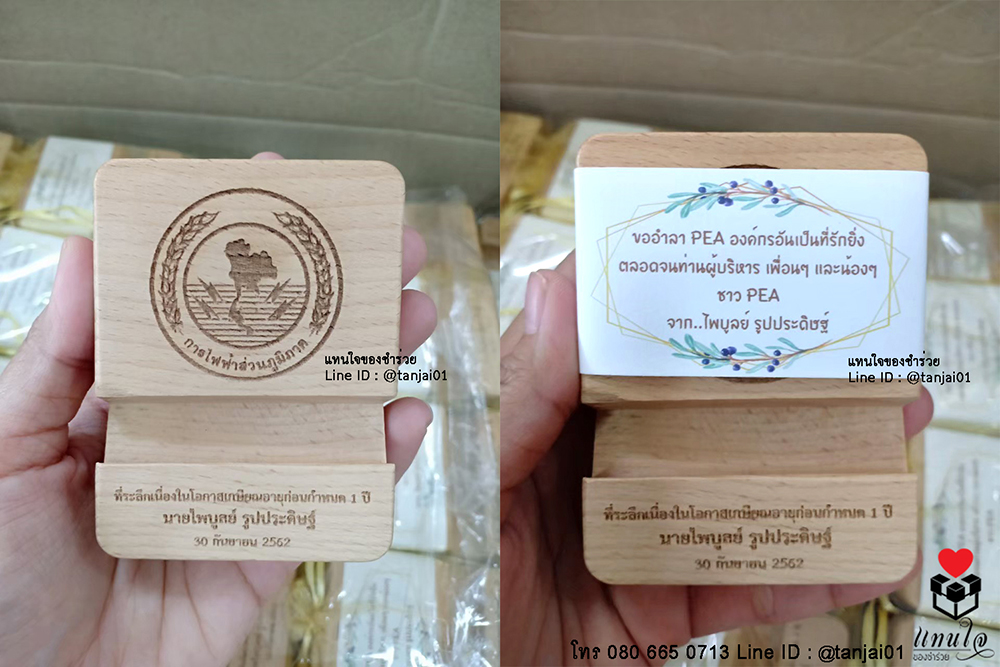 การไฟฟ้าส่วนภูมิภาค
แทนใจของชำร่วย
Line ID : @tanjai01
ที่ระลึกเนื่องในโอกาสเกษียณอายุก่อนกำหนด 1 ปี
นายไพบูลย์ รูปประดิษฐ์
30 กันยายน 2562
ขออำลา PEA องค์กรอันเป็นที่รักยิ่ง
ตลอดจนท่านผู้บริหาร เพื่อนๆ และน้องๆ
ชาว PEA
จาก..ไพบูลย์ รูปประดิษฐ์
แทนใจของชำร่วย
Line ID : @tanjai01
ที่ระลึกเนื่องในโอกาสเกษียณอายุก่อนกำหนด 1 ปี
นายไพบูลย์ รูปประดิษฐ์
30 กันยายน 2562
แทนใจ
ของชำร่วย
โทร 080 665 0713 Line ID : @tanjai01